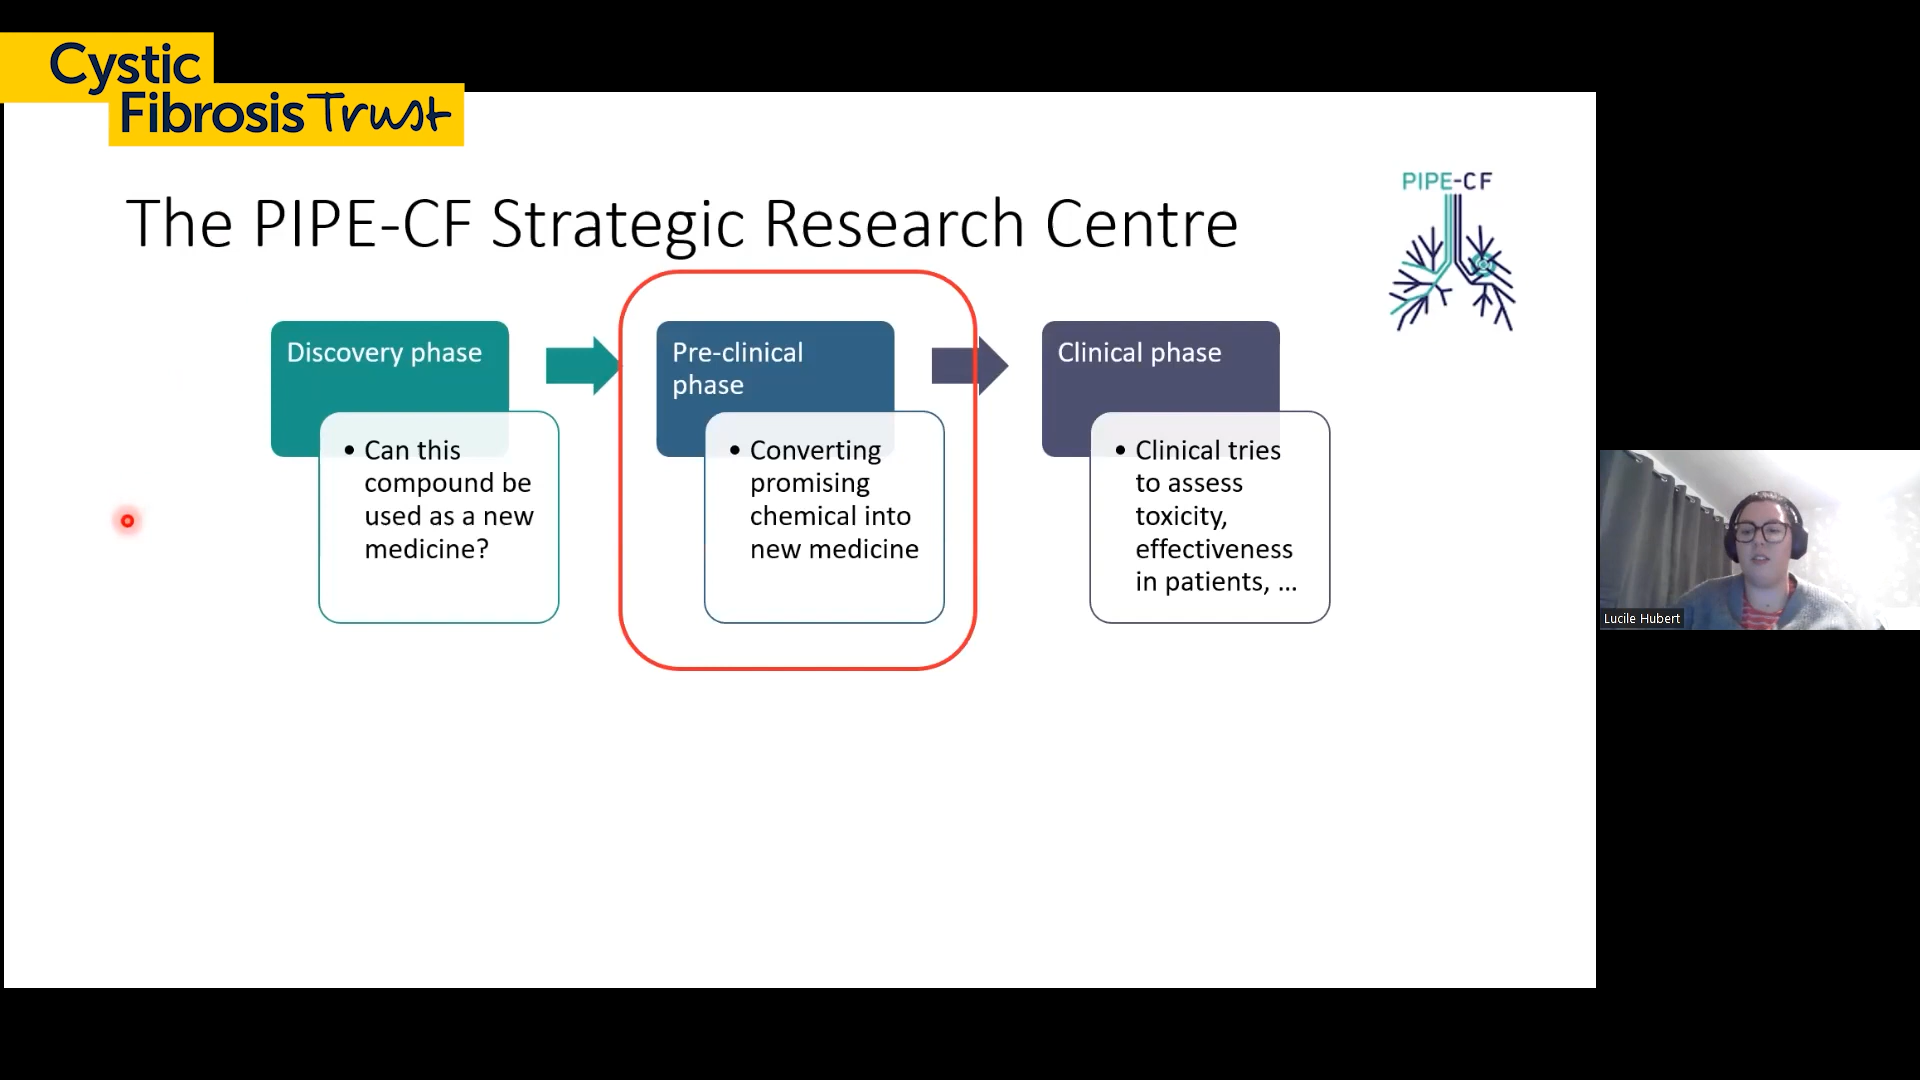 Cystic
Fibrosis Trust
The PIPE-CF Strategic Research Centre
PIPE-CF
Discovery phase
• Can this
compound be
used as a new
medicine?
Pre-clinical
phase
• Converting
promising
chemical into
new medicine
Clinical phase
• Clinical tries
to assess
toxicity,
effectiveness
in patients, ...
Lucile Hubert